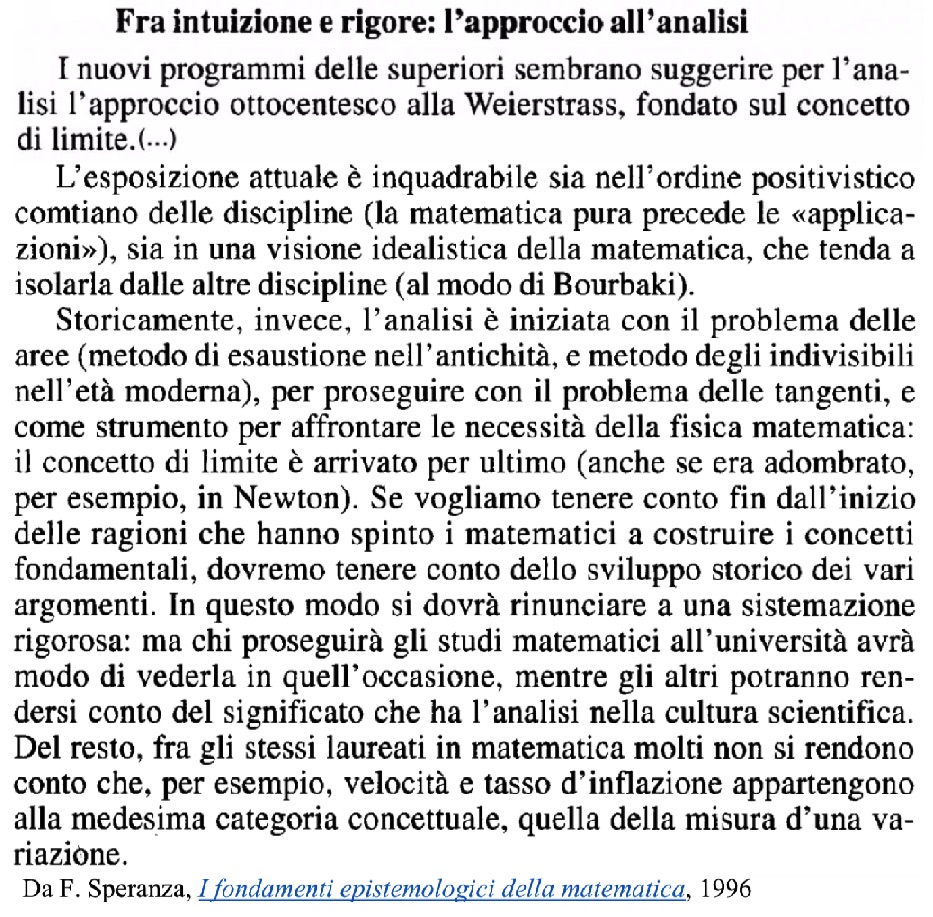 Fra intuizione e rigore: l'approccio all'analisi
I nuovi programmi delle superiori sembrano suggerire per l'ana-
lisi l'approccio ottocentesco alla Weierstrass, fondato sul concetto
di limite.(...)
L'esposizione attuale è inquadrabile sia nell'ordine positivistico
comtiano delle discipline (la matematica pura precede le «applica-
zioni»), sia in una visione idealistica della matematica, che tenda a
isolarla dalle altre discipline (al modo di Bourbaki).
Storicamente, invece, l'analisi è iniziata con il problema delle
aree (metodo di esaustione nell'antichità, e metodo degli indivisibili
nell'età moderna), per proseguire con il problema delle tangenti, e
come strumento per affrontare le necessità della fisica matematica:
il concetto di limite è arrivato per ultimo (anche se era adombrato,
per esempio, in Newton). Se vogliamo tenere conto fin dall'inizio
delle ragioni che hanno spinto i matematici a costruire i concetti
fondamentali, dovremo tenere conto dello sviluppo storico dei vari
argomenti. In questo modo si dovrà rinunciare a una sistemazione
rigorosa: ma chi proseguirà gli studi matematici all'università avrà
modo di vederla in quell'occasione, mentre gli altri potranno ren-
dersi conto del significato che ha l'analisi nella cultura scientifica.
Del resto, fra gli stessi laureati in matematica molti non si rendono
conto che, per esempio, velocità e tasso d'inflazione appartengono
alla medesima categoria concettuale, quella della misura d'una va-
riazione.
Da F. Speranza, I fondamenti epistemologici della matematica, 1996